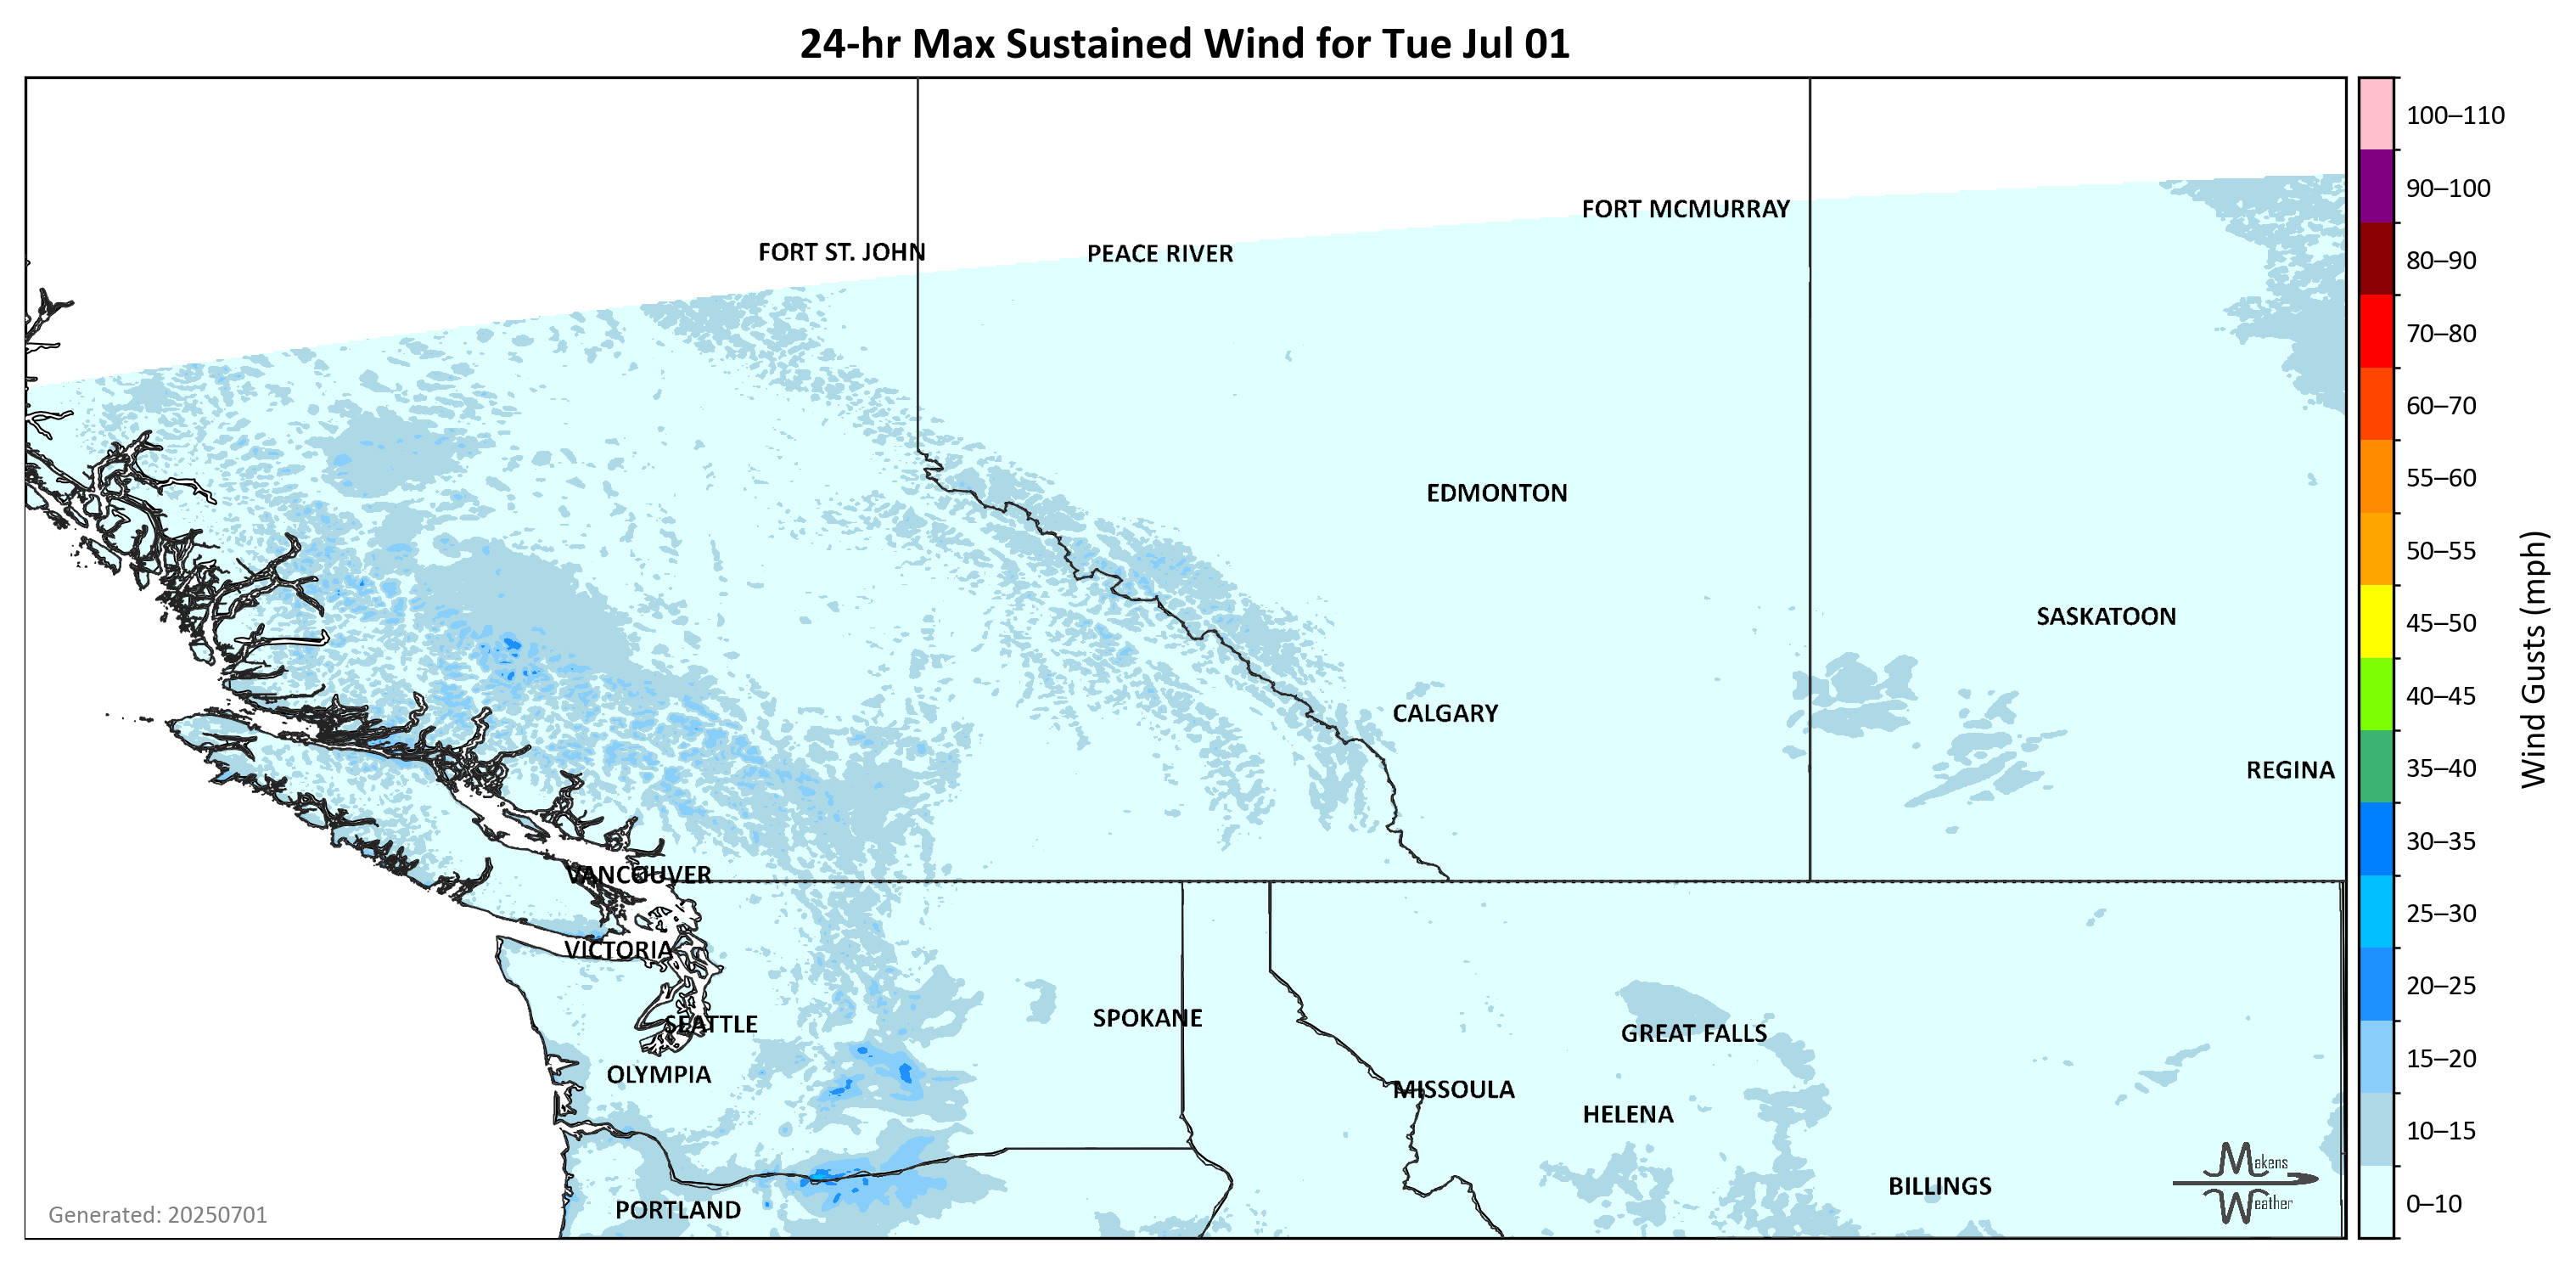 24-hr Max Sustained Wind for Tue Jul 01
100–110
90–100
80–90
70–80
60–70
55–60
50–55
45–50
40–45
35–40
30–35
25–30
20–25
15–20
10–15
0–10
Wind Gusts (mph)
FORT MCMURRAY
FORT ST. JOHN
PEACE RIVER
EDMONTON
SASKATOON
CALGARY
REGINA
VANCOUVER
VICTORIA
SEATTLE
SPOKANE
GREAT FALLS
OLYMPIA
MISSOULA
HELENA
BILLINGS
PORTLAND
Makens
Weather
Generated: 20250701